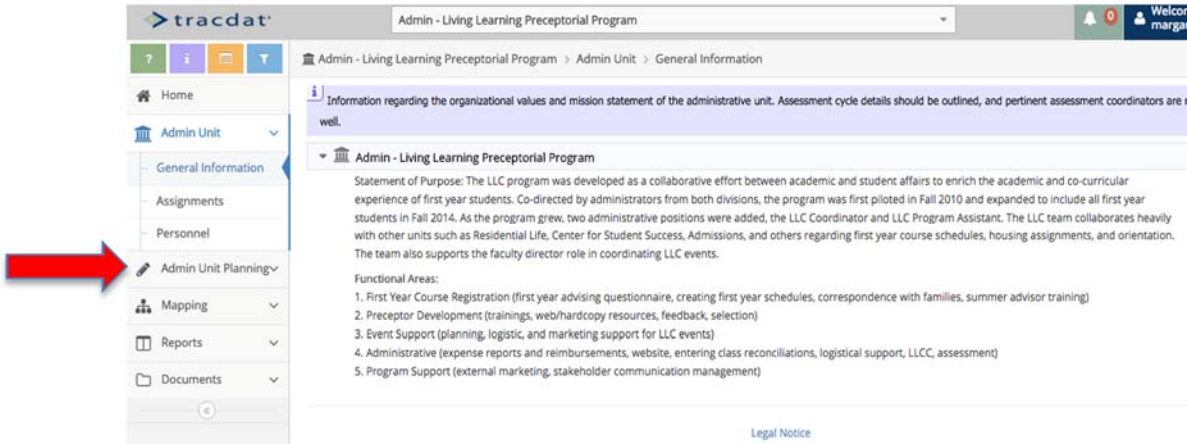 tracdat
Admin - Living Learning Preceptorial Program
0
Welcom
margar
?
i
T
Admin - Living Learning Preceptorial Program > Admin Unit > General Information
Home
Admin Unit
General Information
Assignments
Personnel
Admin Unit Planning
Mapping
Reports
Documents
i Information regarding the organizational values and mission statement of the administrative unit. Assessment cycle details should be outlined, and pertinent assessment coordinators are
well.
Admin - Living Learning Preceptorial Program
Statement of Purpose: The LLC program was developed as a collaborative effort between academic and student affairs to enrich the academic and co-curricular
experience of first year students. Co-directed by administrators from both divisions, the program was first piloted in Fall 2010 and expanded to include all first year
students in Fall 2014. As the program grew, two administrative positions were added, the LLC Coordinator and LLC Program Assistant. The LLC team collaborates heavily
with other units such as Residential Life, Center for Student Success, Admissions, and others regarding first year course schedules, housing assignments, and orientation.
The team also supports the faculty director role in coordinating LLC events.
Functional Areas:
1. First Year Course Registration (first year advising questionnaire, creating first year schedules, correspondence with families, summer advisor training)
2. Preceptor Development (trainings, web/hardcopy resources, feedback, selection)
3. Event Support (planning, logistic, and marketing support for LLC events)
4. Administrative (expense reports and reimbursements, website, entering class reconciliations, logistical support, LLCC, assessment)
5. Program Support (external marketing, stakeholder communication management)
Legal Notice